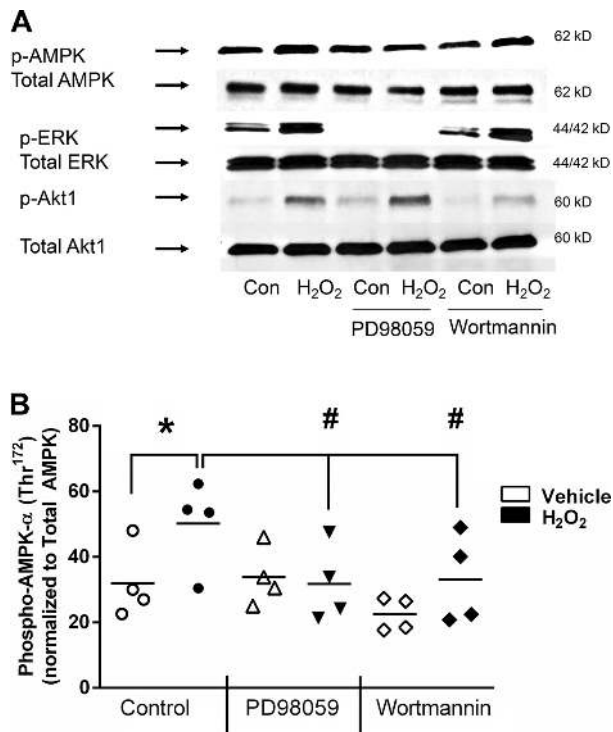 A
p-AMPK 62 kD
Total AMPK 62 kD
p-ERK 44/42 kD
Total ERK 44/42 kD
p-Akt1 60 kD
Total Akt1 60 kD
Con H₂O₂ Con H₂O₂ Con H₂O₂
PD98059 Wortmannin
B
Phospho-AMPK-α (Thr¹⁷²)
(normalized to Total AMPK)
80
60
40
20
0
* # #
Vehicle
H₂O₂
Control PD98059 Wortmannin